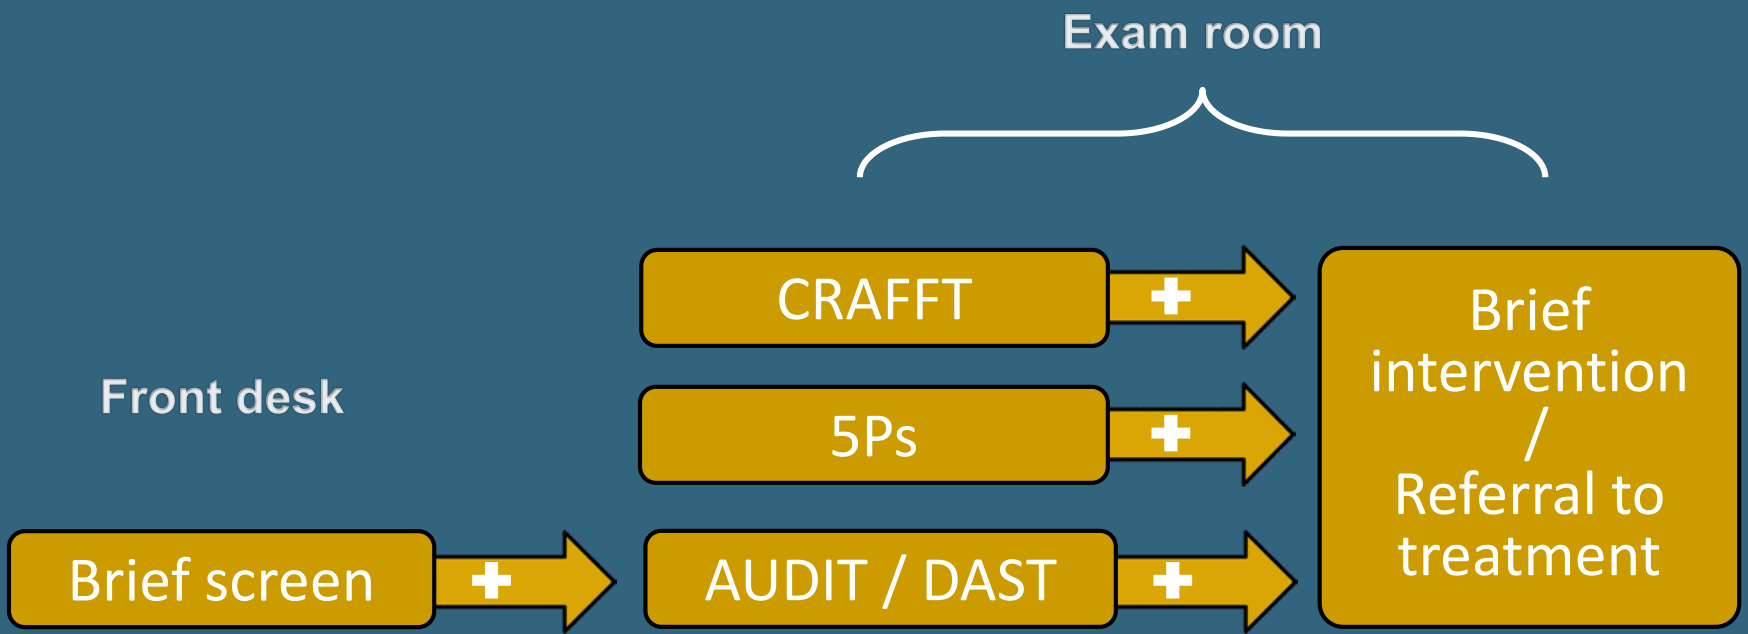 Exam room
CRAFFT
Front desk
5Ps
Brief screen
AUDIT / DAST
Brief
intervention
/
Referral to
treatment